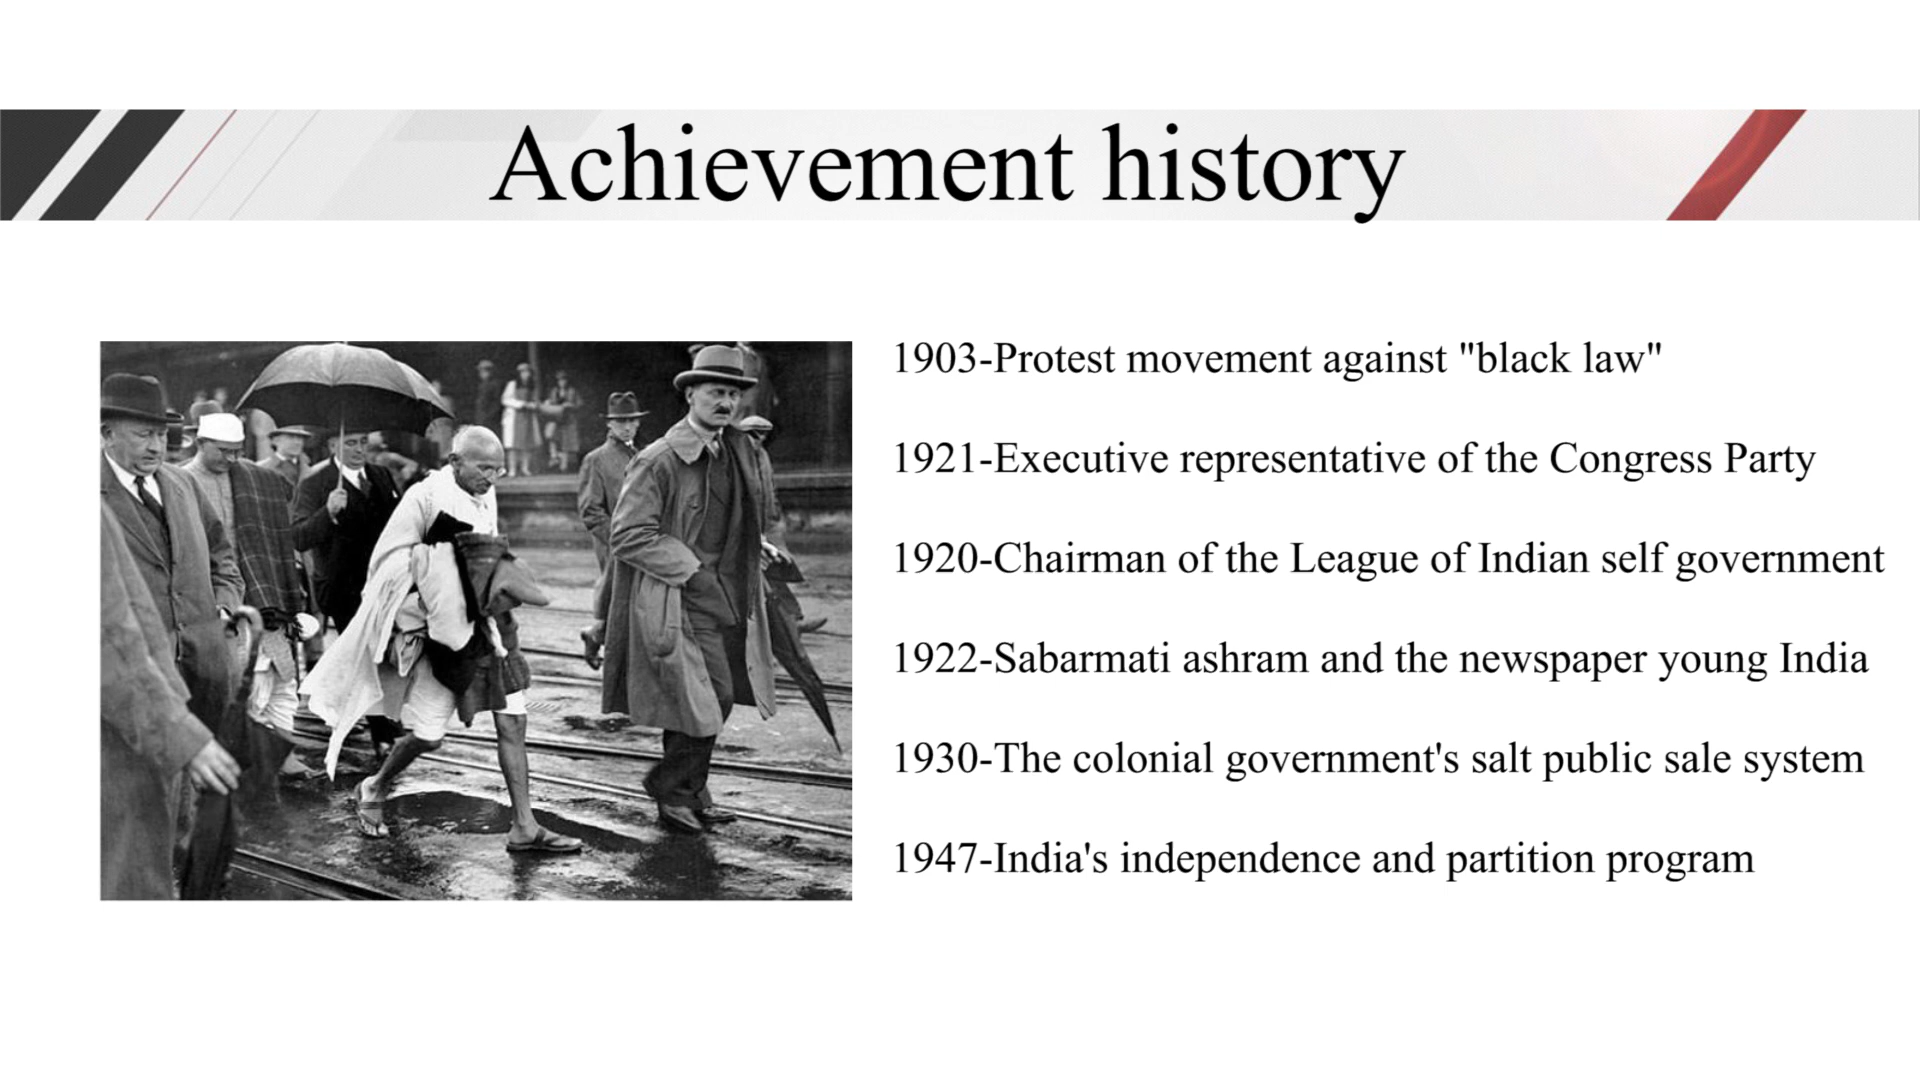 Achievement history
1903-Protest movement against "black law"
1921-Executive representative of the Congress Party
1920-Chairman of the League of Indian self government
1922-Sabarmati ashram and the newspaper young India
1930-The colonial government's salt public sale system
1947-India's independence and partition program